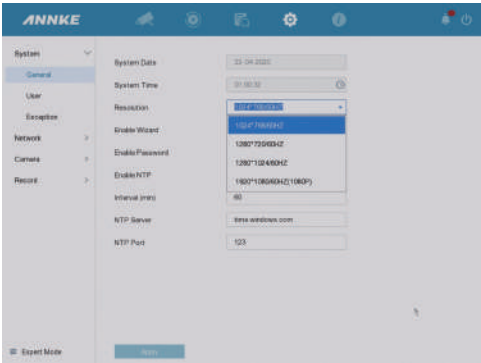 ANNKE
System
General
User
Exception
Network
Camera
Record
Expert Mode
System Date
System Time
Resolution
1024*768/60HZ
1280*720/60HZ
1280*1024/60HZ
1920*1080/60HZ(1080P)
Enable Wizard
Enable Password
Enable NTP
Interval (min)
60
NTP Server
time.windows.com
NTP Port
123
Apply